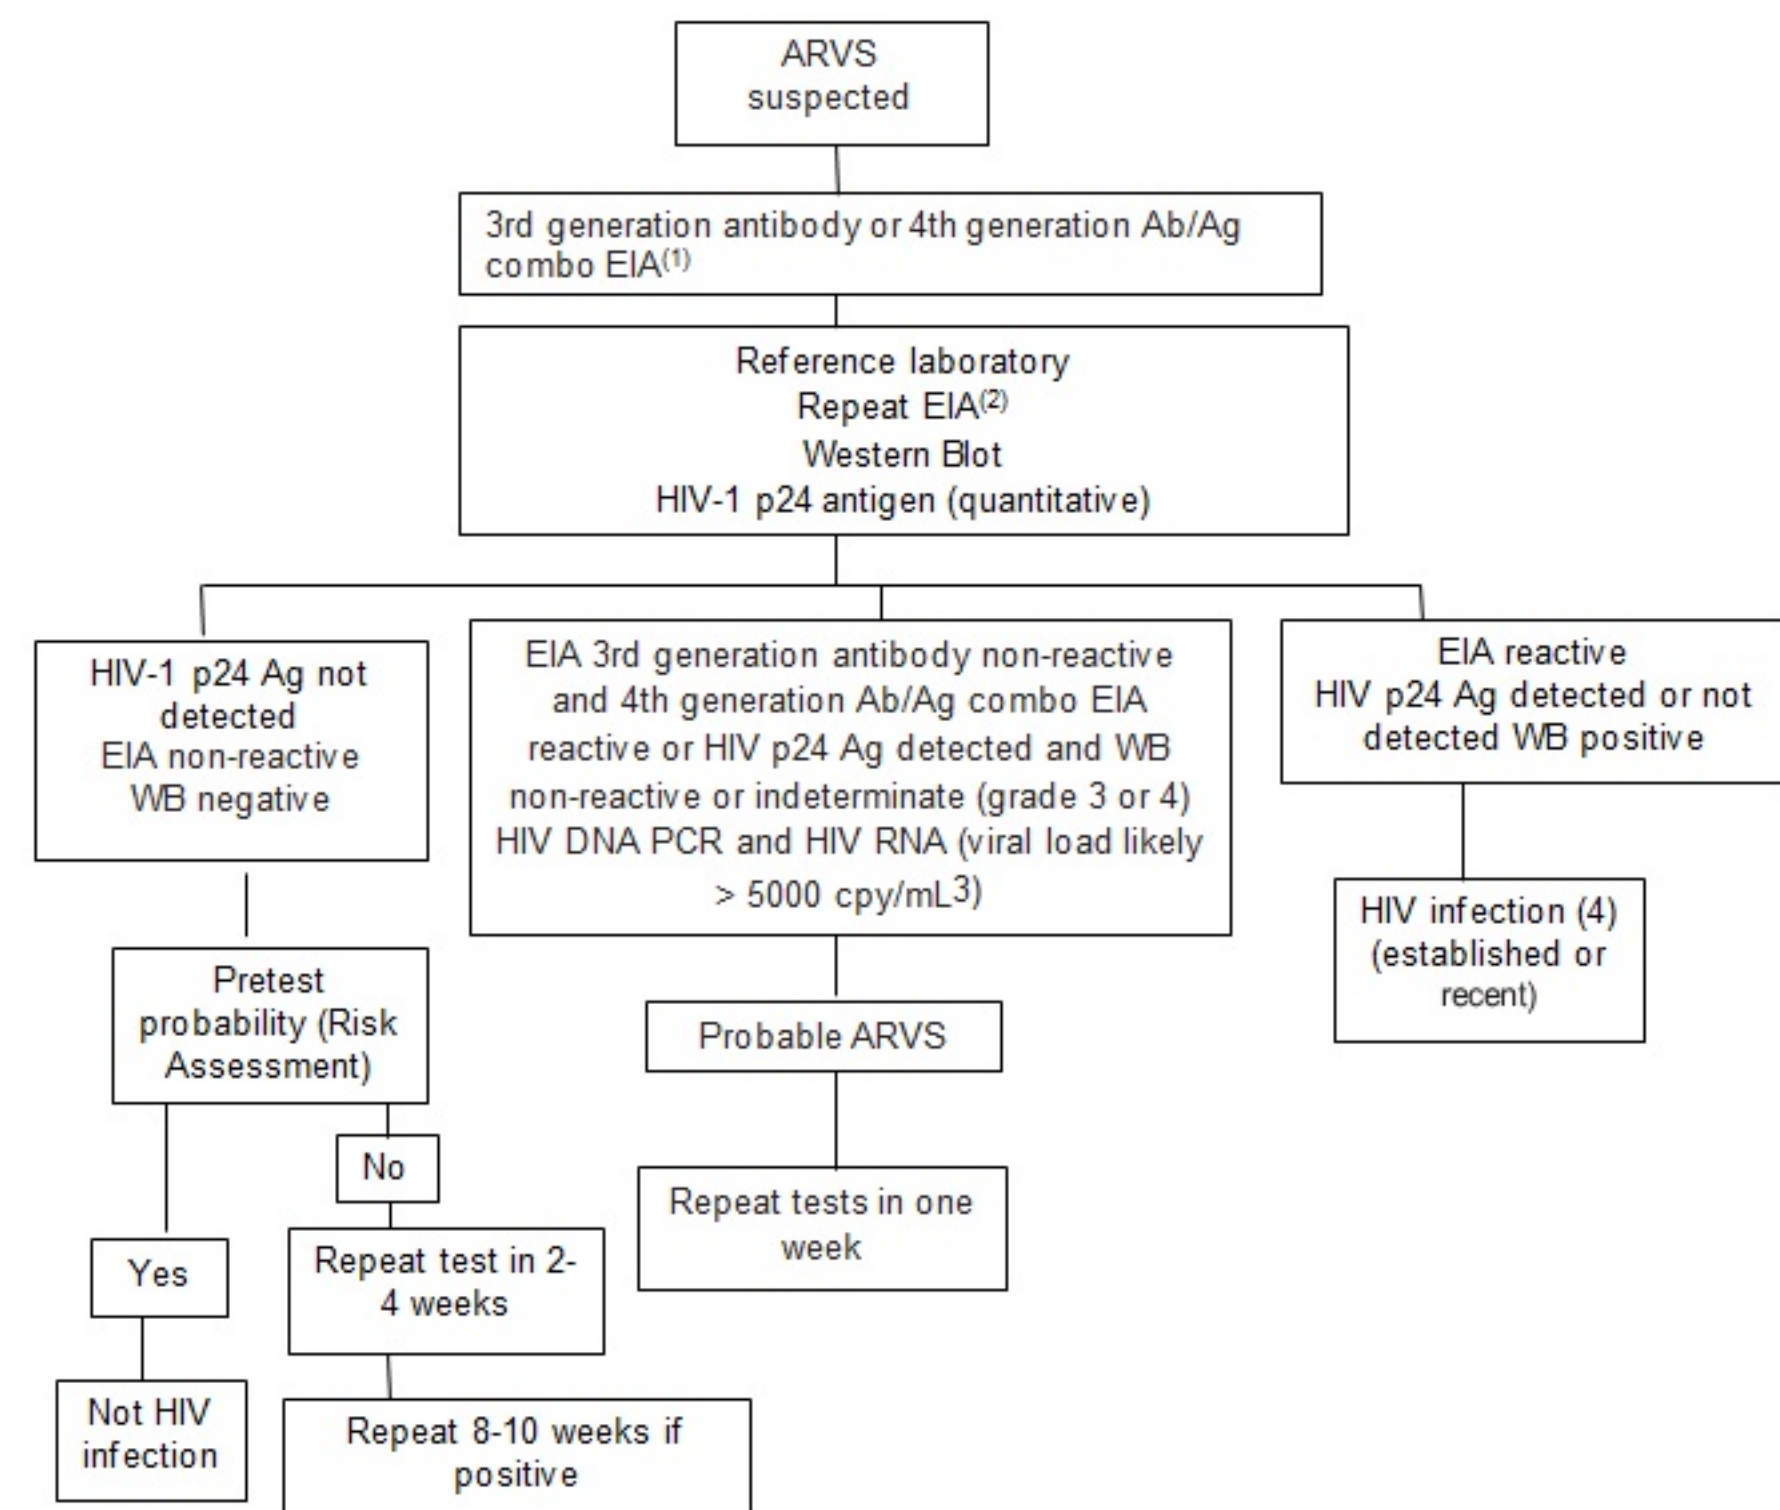 ARVS
suspected
3rd generation antibody or 4th generation Ab/Ag
combo EIA(1)
Reference laboratory
Repeat EIA(2)
Western Blot
HIV-1 p24 antigen (quantitative)
HIV-1 p24 Ag not
detected
EIA non-reactive
WB negative
EIA 3rd generation antibody non-reactive
and 4th generation Ab/Ag combo EIA
reactive or HIV p24 Ag detected and WB
non-reactive or indeterminate (grade 3 or 4)
HIV DNA PCR and HIV RNA (viral load likely
> 5000 cpy/mL3)
EIA reactive
HIV p24 Ag detected or not
detected WB positive
HIV infection (4)
(established or
recent)
Pretest
probability (Risk
Assessment)
Probable ARVS
No
Repeat tests in one
week
Yes
Repeat test in 2-
4 weeks
Not HIV
infection
Repeat 8-10 weeks if
positive